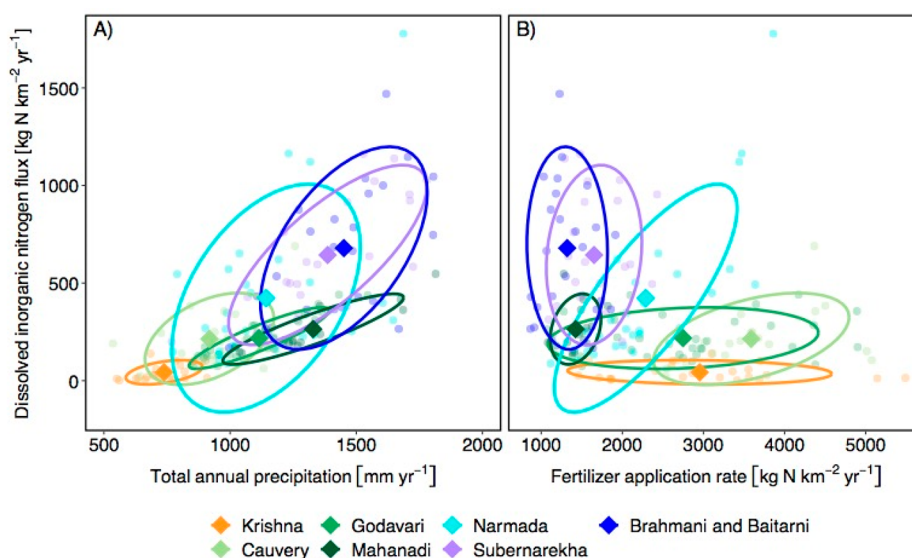 A)
B)
Dissolved inorganic nitrogen flux [kg N km⁻² yr⁻¹]
1500
1000
500
0
500 1000 1500 2000
1000 2000 3000 4000 5000
Total annual precipitation [mm yr⁻¹]
Fertilizer application rate [kg N km⁻² yr⁻¹]
Krishna Godavari Narmada Brahmani and Baitarni
Cauvery Mahanadi Subernarekha